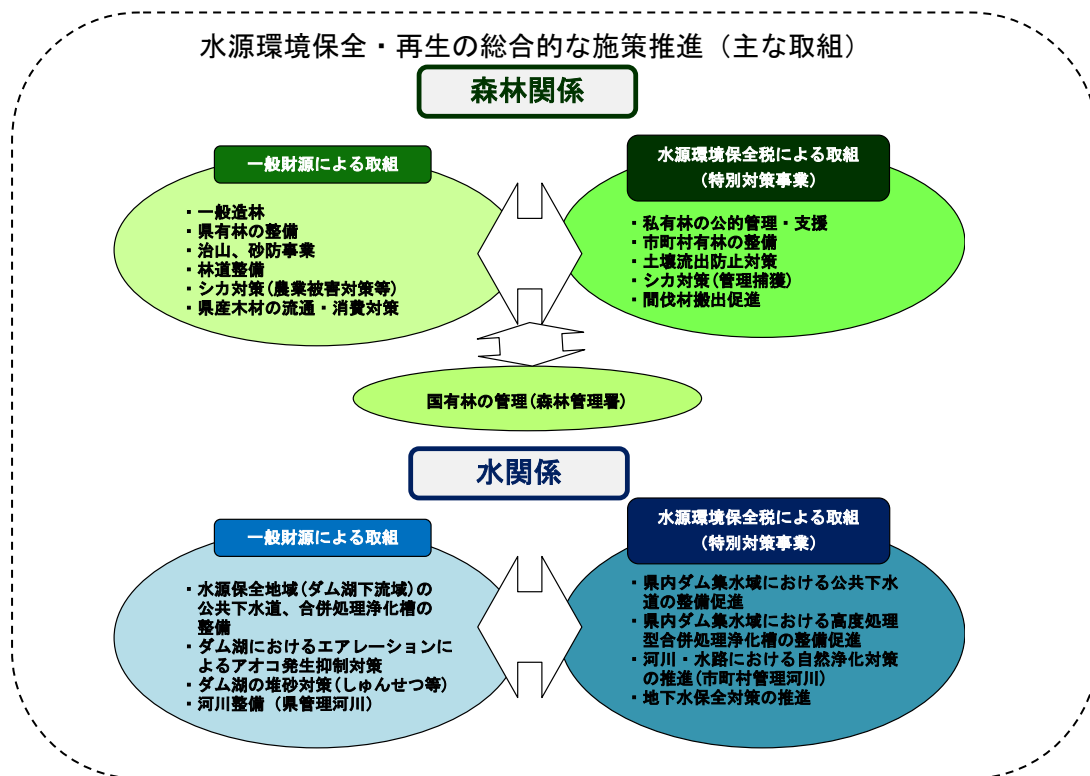 水源環境保全・再生の総合的な施策推進（主な取組）
森林関係
一般財源による取組
・一般造林
・県有林の整備
・治山、砂防事業
・林道整備
・シカ対策(農業被害対策等)
・県産木材の流通・消費対策
水源環境保全税による取組
(特別対策事業)
・私有林の公的管理・支援
・市町村有林の整備
・土壌流出防止対策
・シカ対策(管理捕獲)
・間伐材搬出促進
国有林の管理(森林管理署)
水関係
一般財源による取組
・水源保全地域(ダム湖下流域)の
公共下水道、合併処理浄化槽の
整備
・ダム湖におけるエアレーションに
よるアオコ発生抑制対策
・ダム湖の堆砂対策(しゅんせつ等)
・河川整備（県管理河川）
水源環境保全税による取組
(特別対策事業)
・県内ダム集水域における公共下水
道の整備促進
・県内ダム集水域における高度処理
型合併処理浄化槽の整備促進
・河川・水路における自然浄化対策
の推進(市町村管理河川)
・地下水保全対策の推進